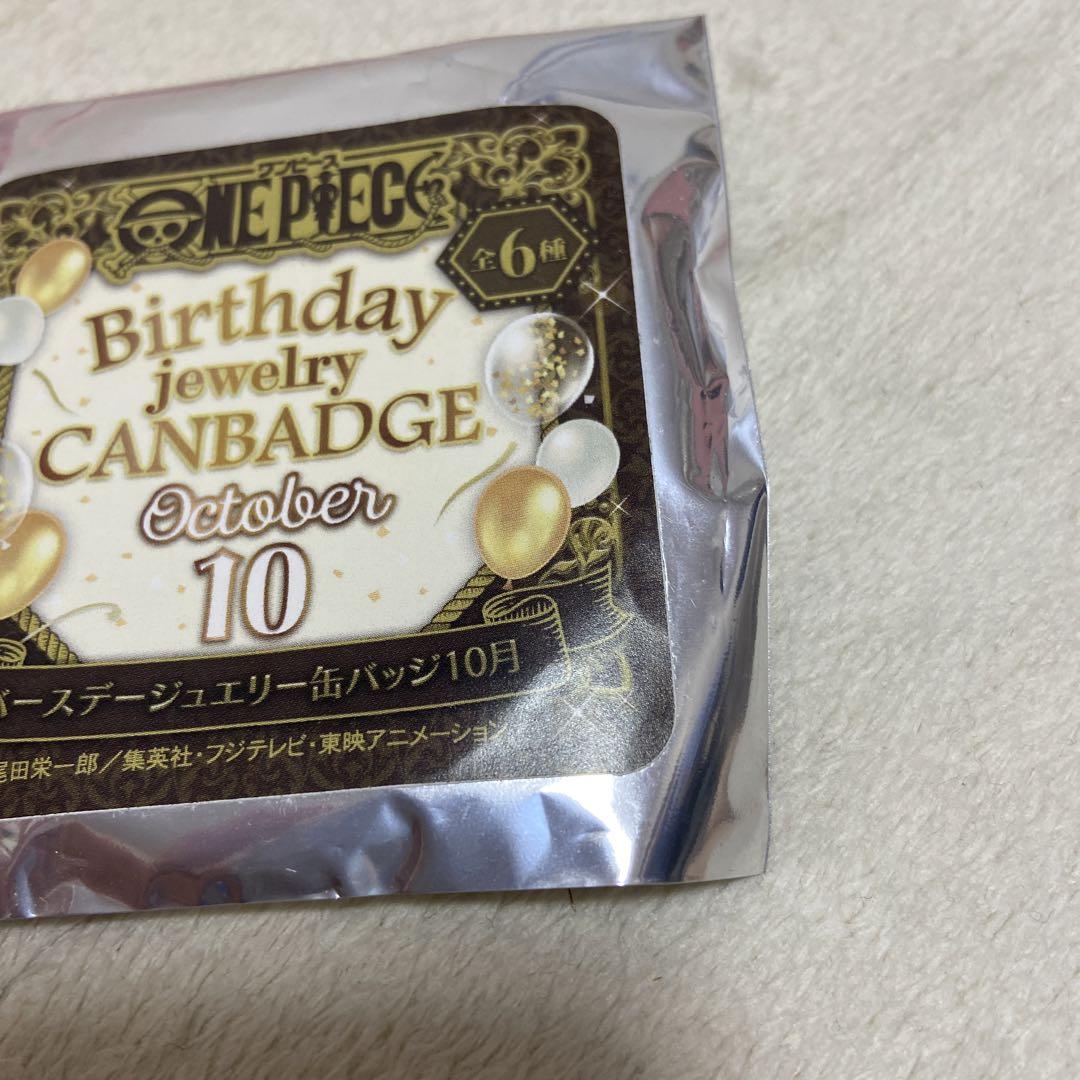 ワンピース
ONE PIECE
全6種
Birthday
jewelry
CANBADGE
October
10
バースデージュエリー缶バッジ10月
尾田栄一郎／集英社・フジテレビ・東映アニメーション